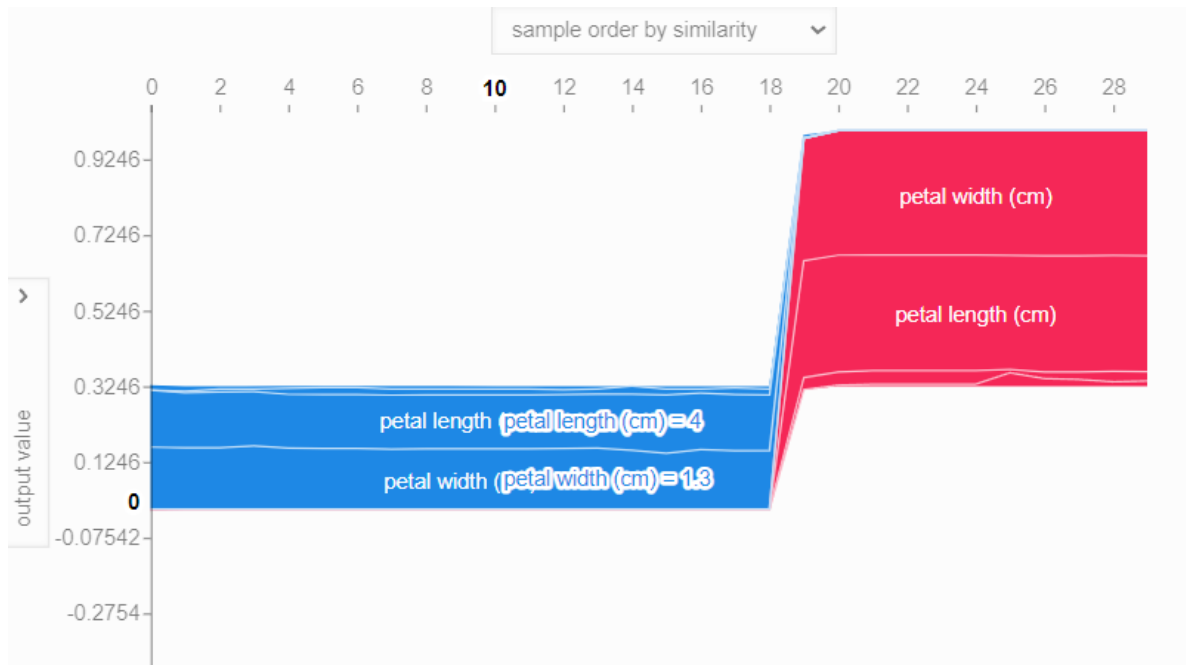 sample order by similarity
0 2 4 6 8 10 12 14 16 18 20 22 24 26 28
0.9246
petal width (cm)
0.7246
0.5246
petal length (cm)
0.3246
petal length (petal length (cm) = 4
0.1246
petal width (petal width (cm) = 1.3
0
-0.07542
-0.2754
output value